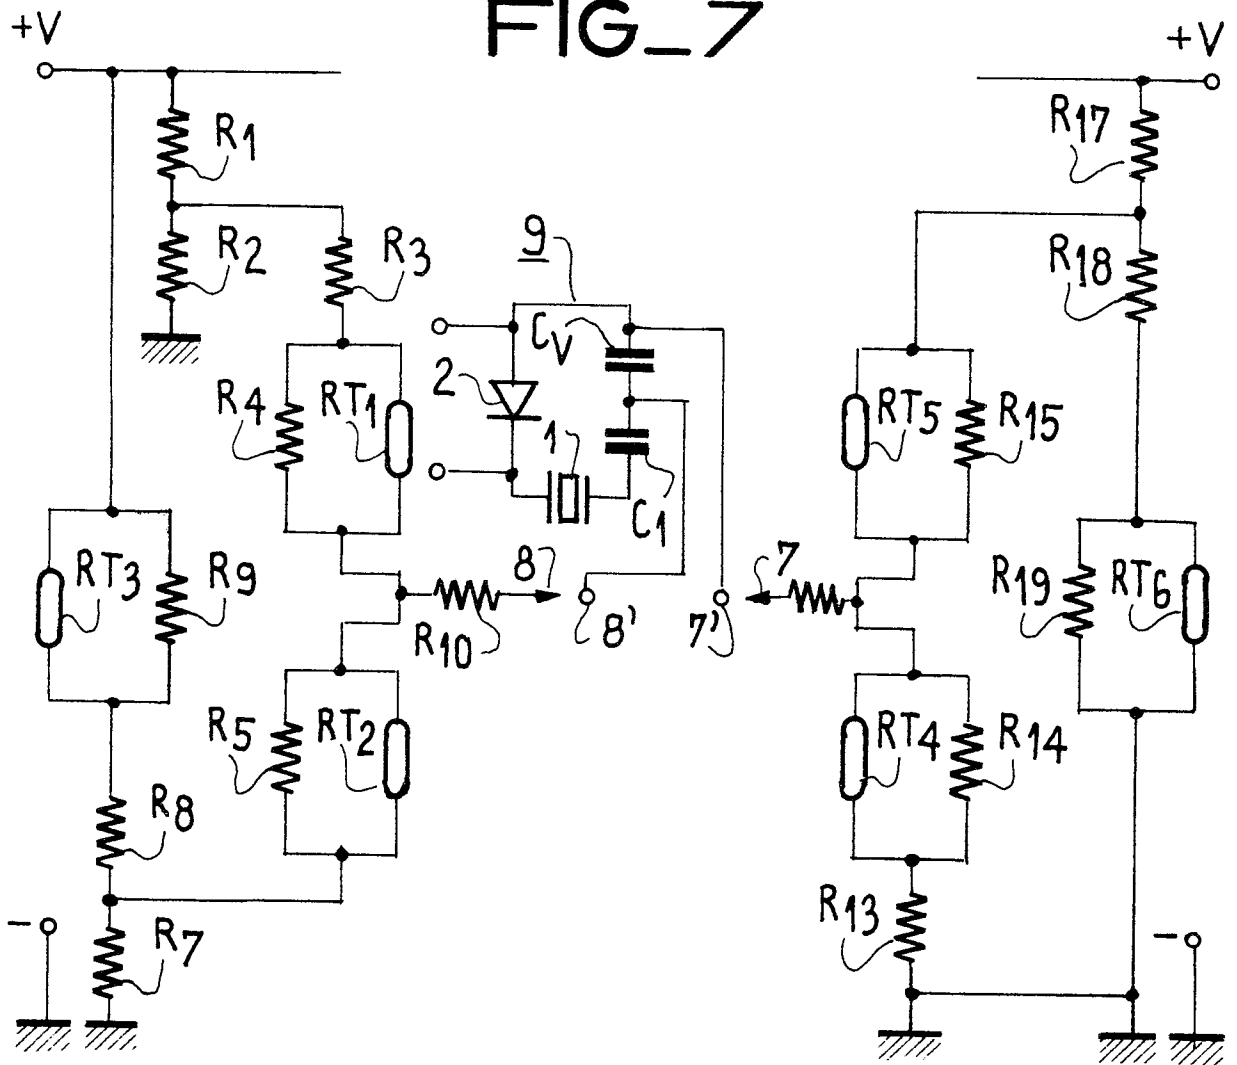 FIG_7
+V
+V
R1
R17
R2
R3
9
R18
CV
2
R4
RT1
1
RT5
R15
C1
RT3
R9
8
7
R19
RT6
R10
8'
7'
R5
RT2
RT4
R14
R8
R13
-
R7
-